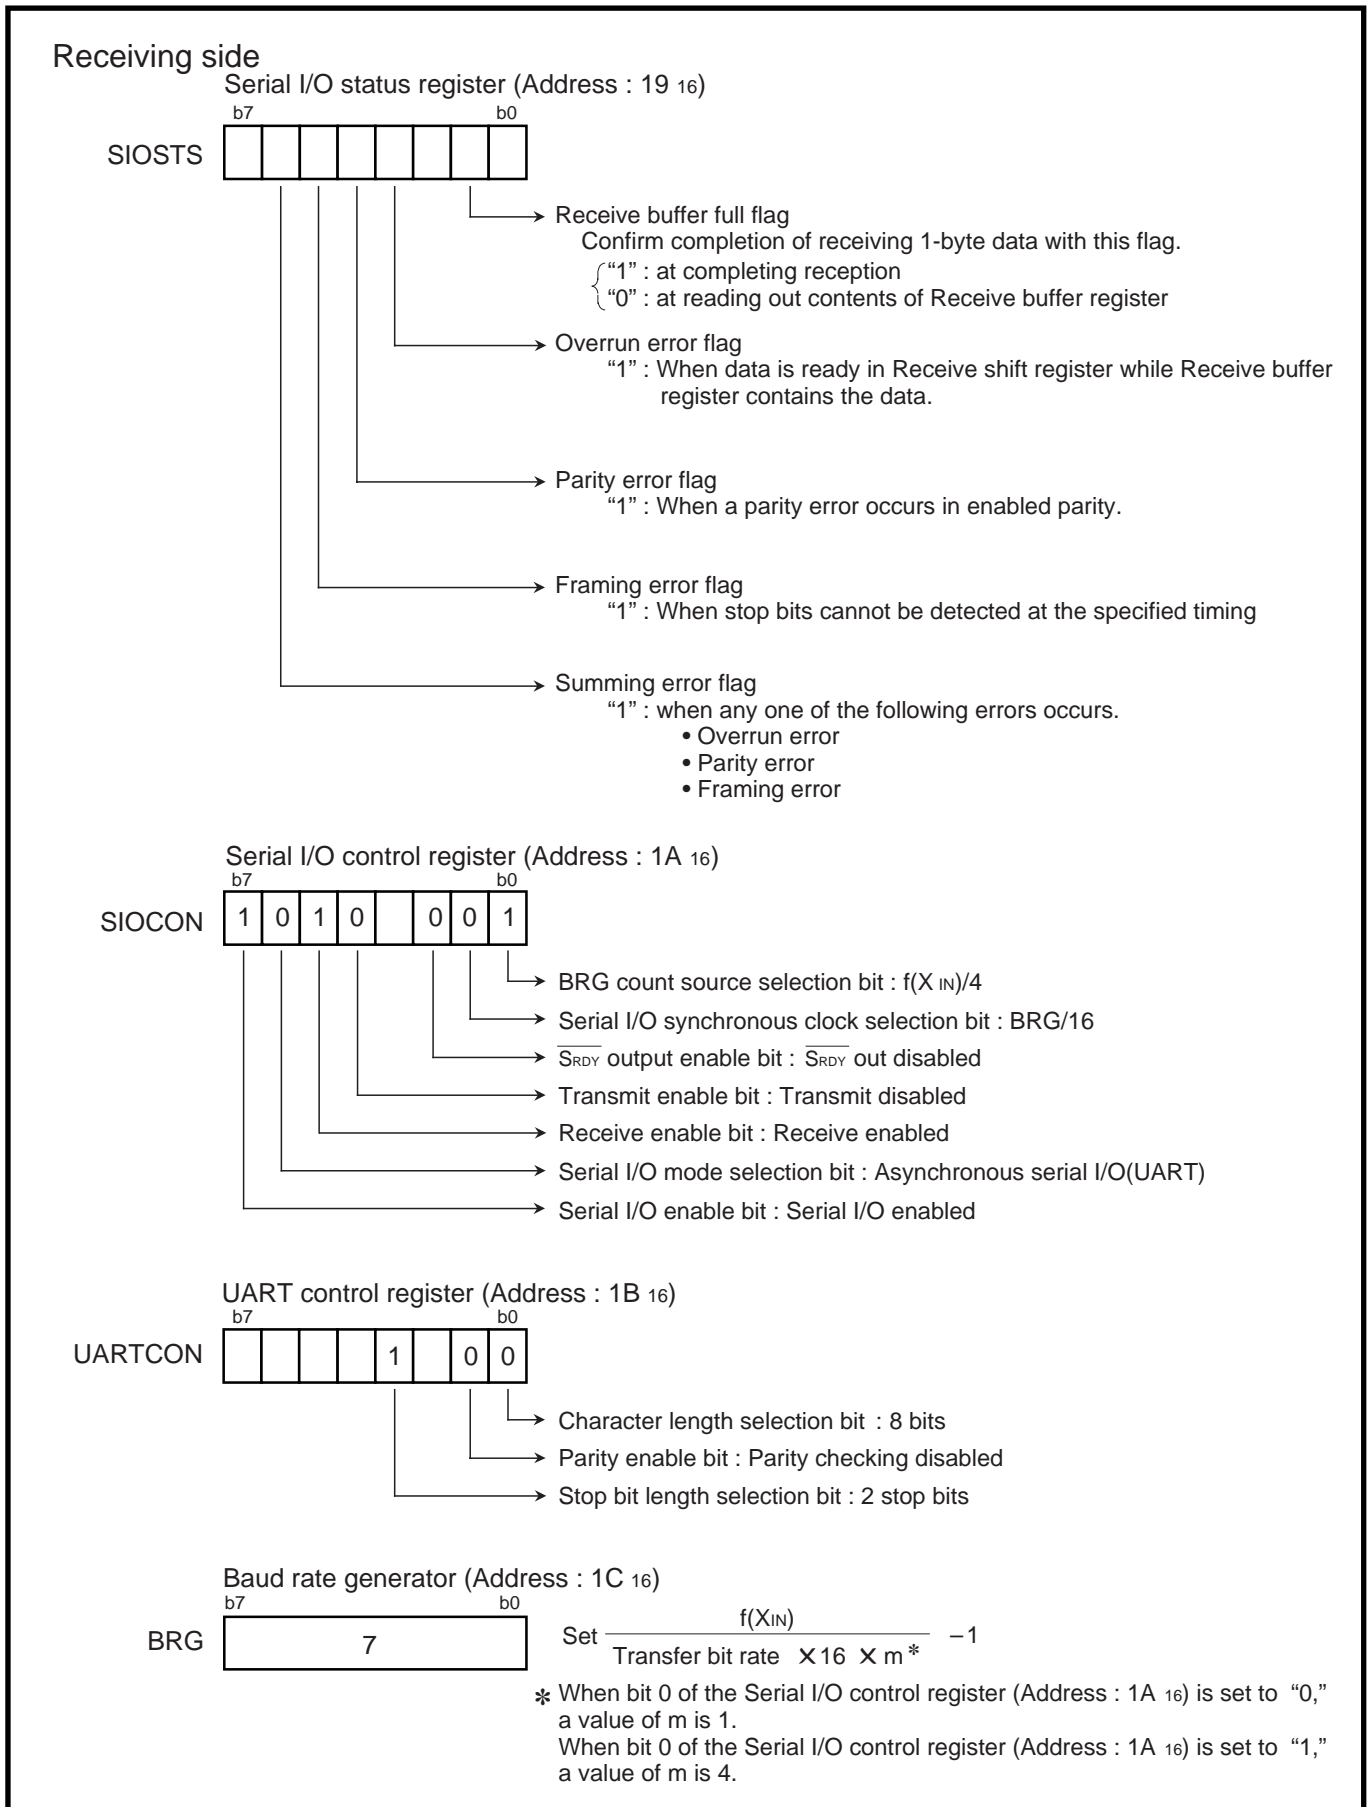 Receiving side
Serial I/O status register (Address : 19 16)
b7 b0
SIOSTS
Receive buffer full flag
Confirm completion of receiving 1-byte data with this flag.
“1” : at completing reception
“0” : at reading out contents of Receive buffer register
Overrun error flag
“1” : When data is ready in Receive shift register while Receive buffer
register contains the data.
Parity error flag
“1” : When a parity error occurs in enabled parity.
Framing error flag
“1” : When stop bits cannot be detected at the specified timing
Summing error flag
“1” : when any one of the following errors occurs.
• Overrun error
• Parity error
• Framing error
Serial I/O control register (Address : 1A 16)
b7 b0
SIOCON 1 0 1 0 0 0 1
BRG count source selection bit : f(X IN)/4
Serial I/O synchronous clock selection bit : BRG/16
SRDY output enable bit : SRDY out disabled
Transmit enable bit : Transmit disabled
Receive enable bit : Receive enabled
Serial I/O mode selection bit : Asynchronous serial I/O(UART)
Serial I/O enable bit : Serial I/O enabled
UART control register (Address : 1B 16)
b7 b0
UARTCON 1 0 0
Character length selection bit : 8 bits
Parity enable bit : Parity checking disabled
Stop bit length selection bit : 2 stop bits
Baud rate generator (Address : 1C 16)
b7 b0
BRG 7
f(XIN)
Set –1
Transfer bit rate ×16 × m*
* When bit 0 of the Serial I/O control register (Address : 1A 16) is set to “0,”
a value of m is 1.
When bit 0 of the Serial I/O control register (Address : 1A 16) is set to “1,”
a value of m is 4.